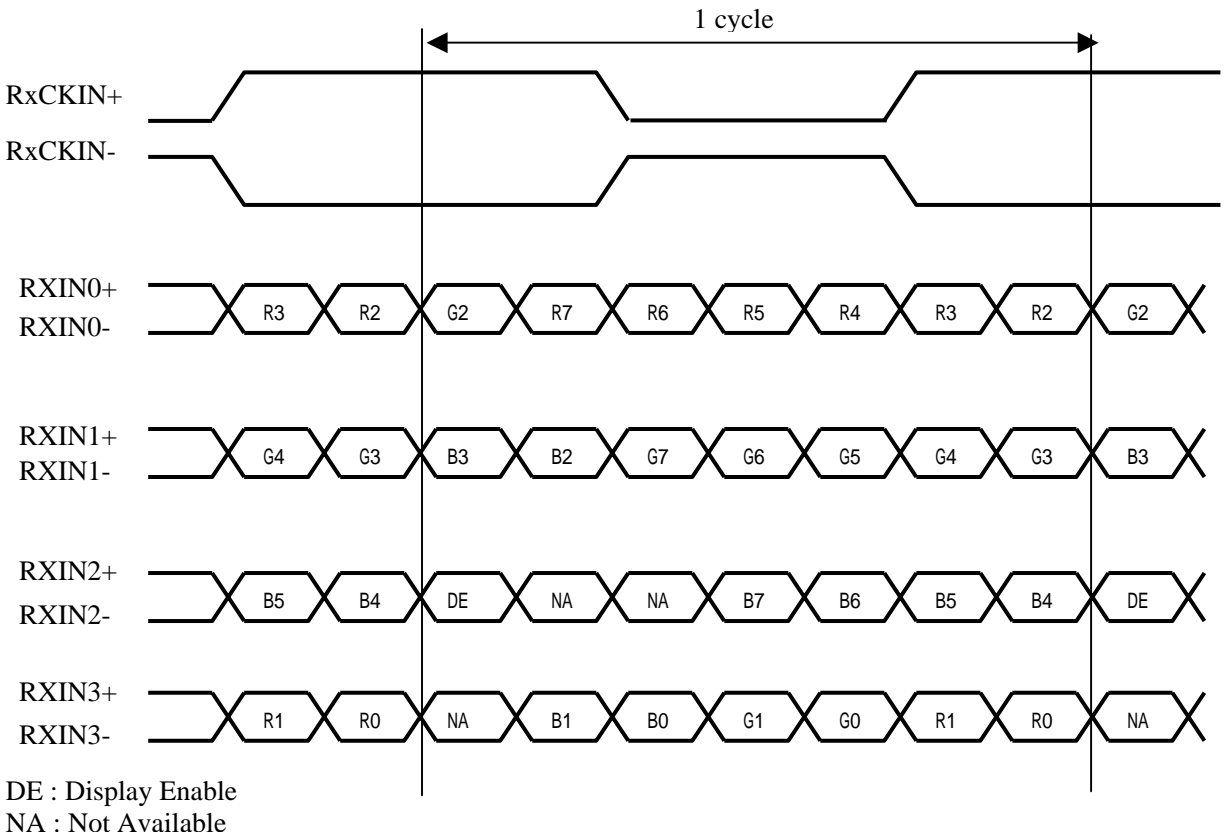 1 cycle
RxCKIN+
RxCKIN-
RXIN0+
R3 R2 G2 R7 R6 R5 R4 R3 R2 G2
RXIN0-
RXIN1+
G4 G3 B3 B2 G7 G6 G5 G4 G3 B3
RXIN1-
RXIN2+
B5 B4 DE NA NA B7 B6 B5 B4 DE
RXIN2-
RXIN3+
R1 R0 NA B1 B0 G1 G0 R1 R0 NA
RXIN3-
DE : Display Enable
NA : Not Available